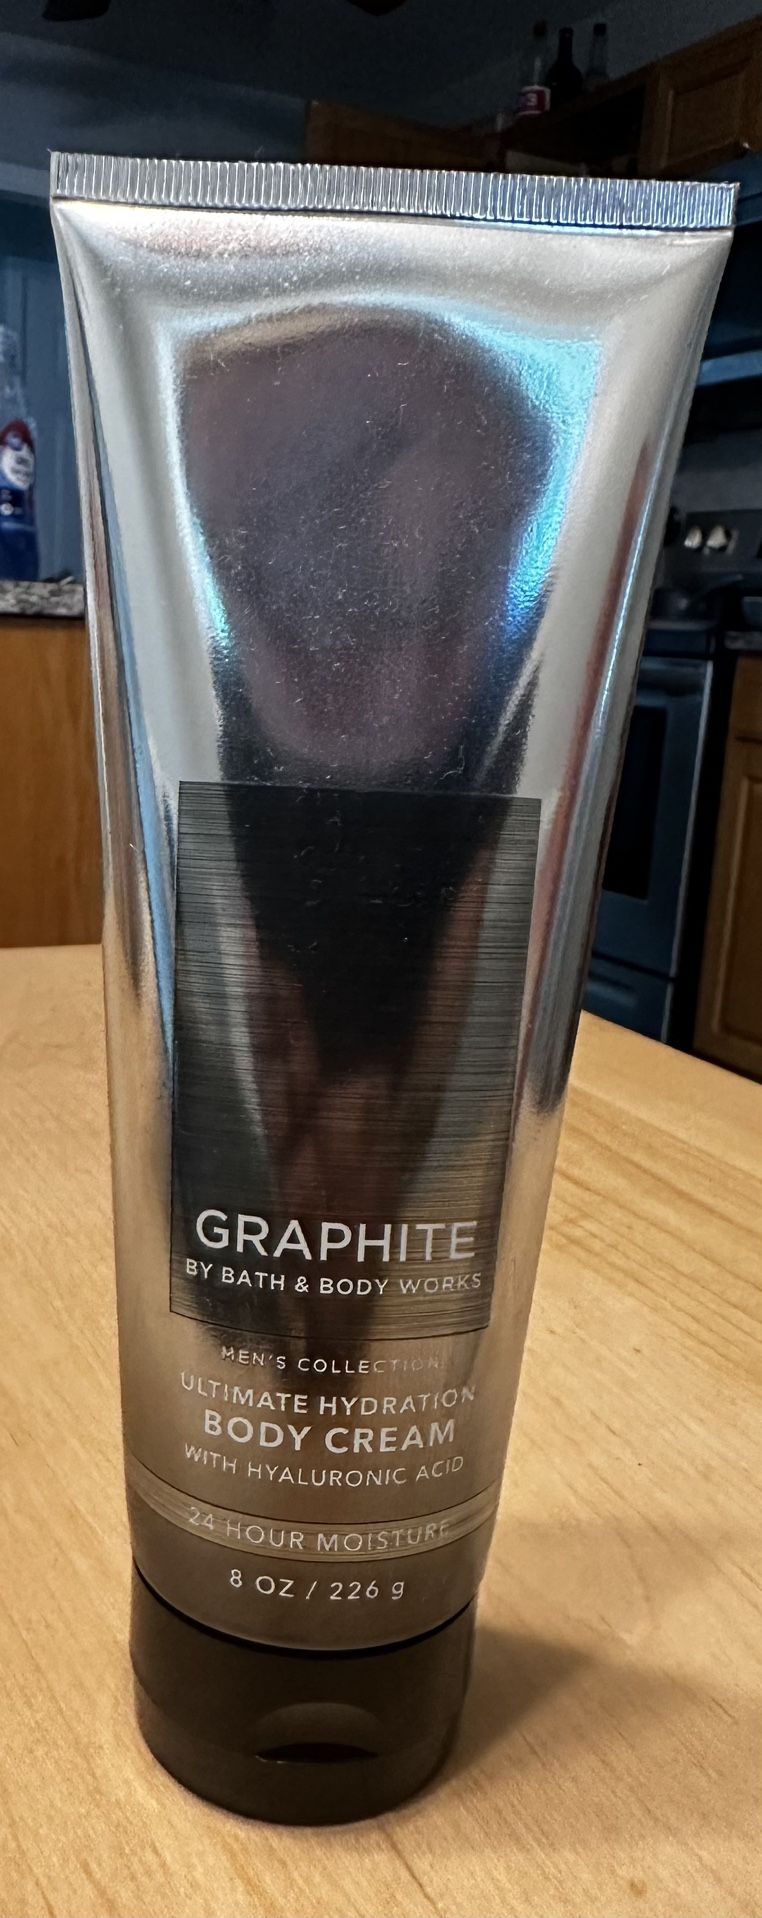 GRAPHITE
BY BATH & BODY WORKS
MEN'S COLLECTION
ULTIMATE HYDRATION
BODY CREAM
WITH HYALURONIC ACID
24 HOUR MOISTURE
8 OZ / 226 g